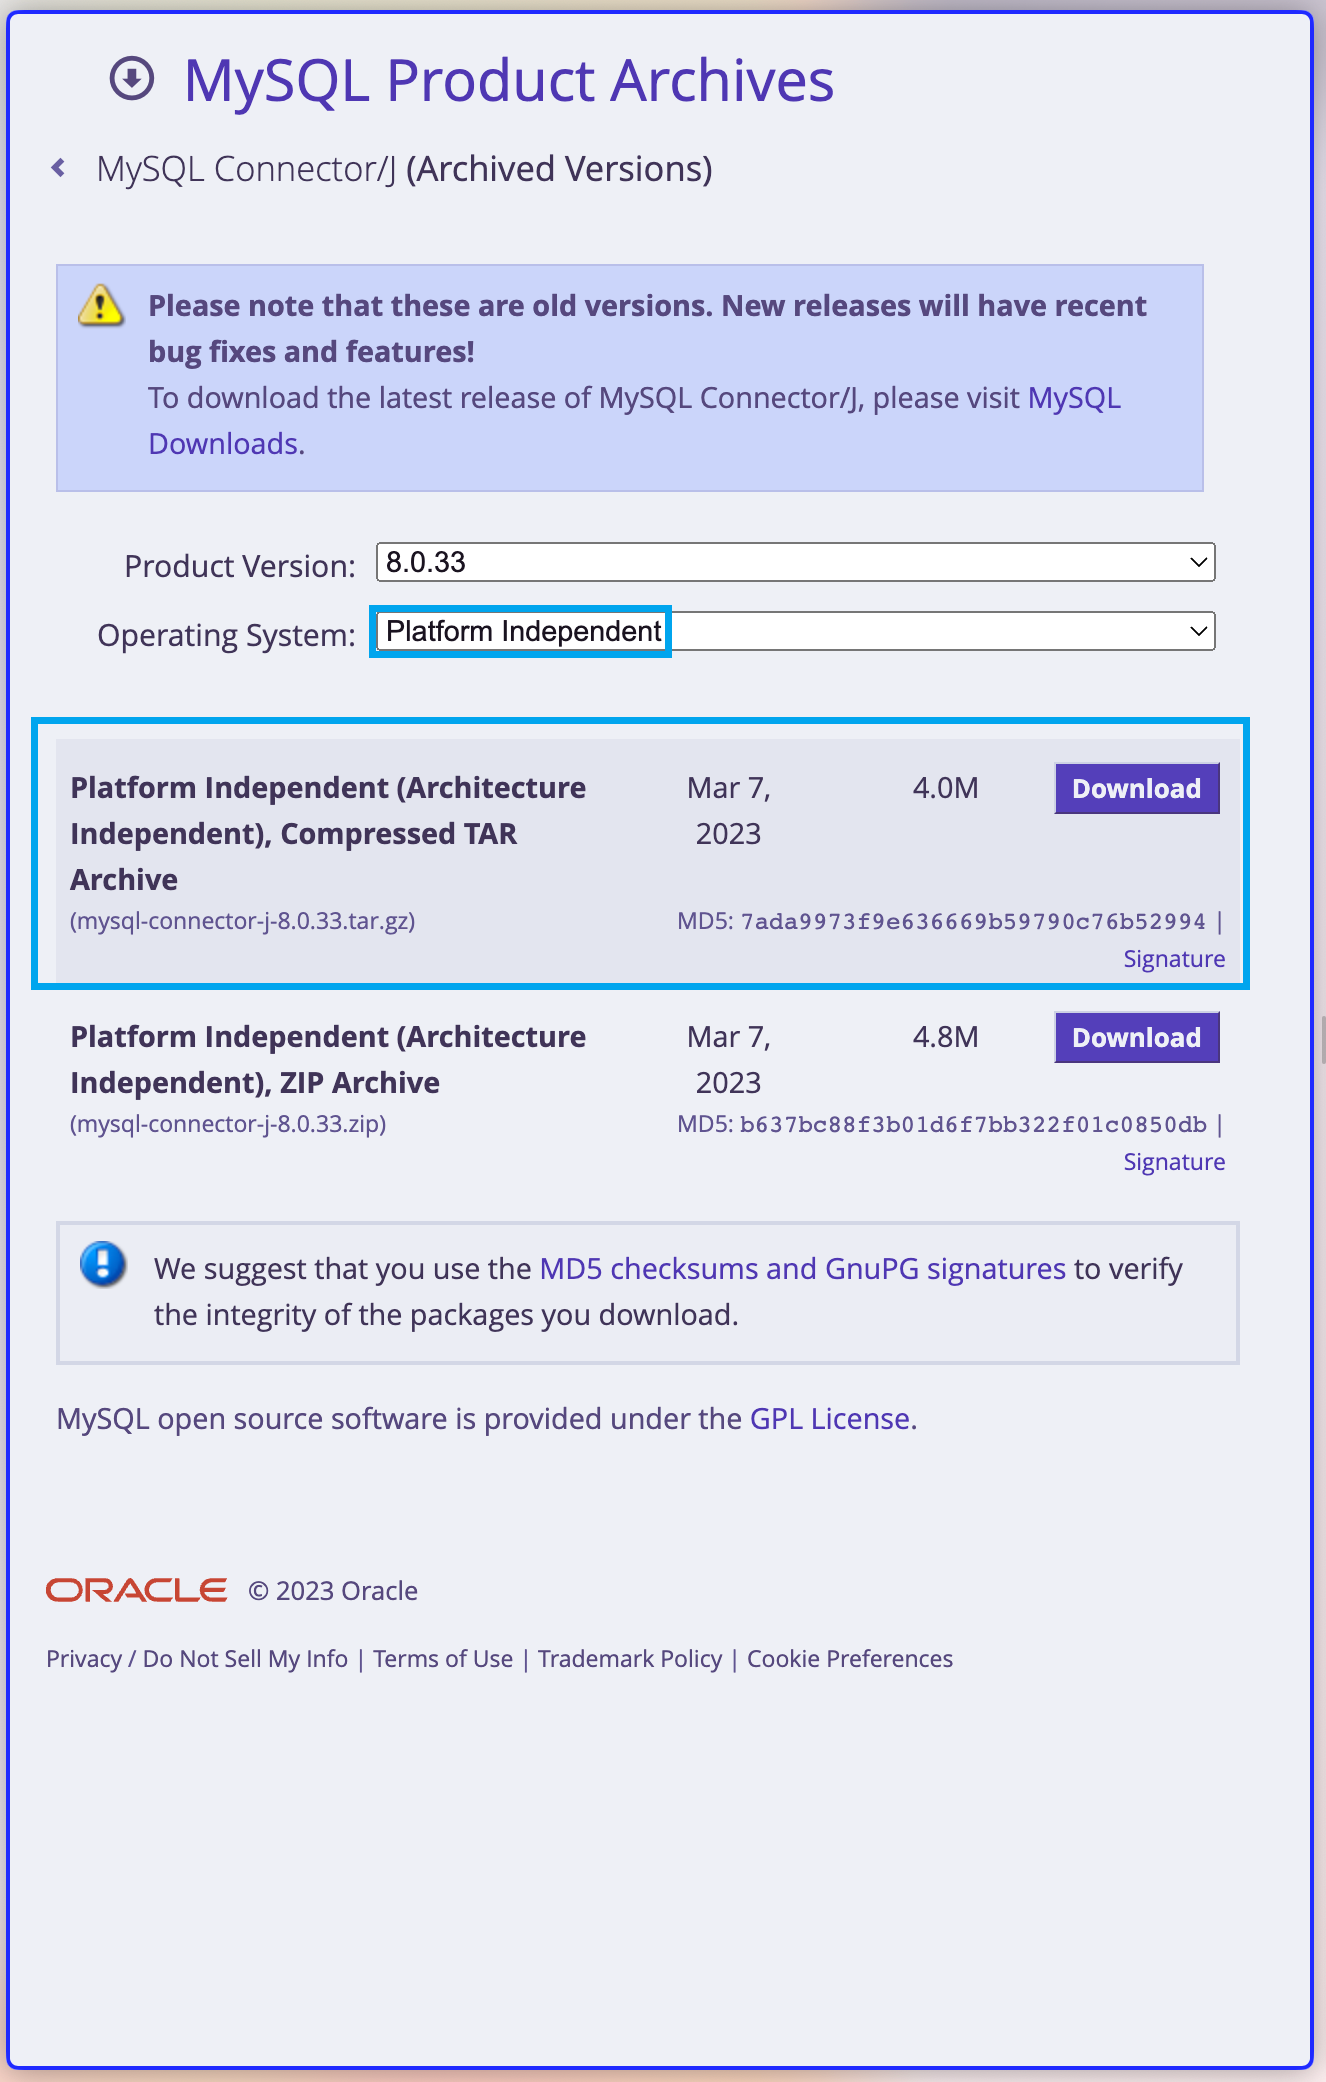 MySQL Product Archives
MySQL Connector/J (Archived Versions)
Please note that these are old versions. New releases will have recent
bug fixes and features!
To download the latest release of MySQL Connector/J, please visit MySQL
Downloads.
Product Version: 8.0.33
Operating System: Platform Independent
Platform Independent (Architecture Mar 7, 4.0M Download
Independent), Compressed TAR 2023
Archive
(mysql-connector-j-8.0.33.tar.gz) MD5: 7ada9973f9e636669b59790c76b52994 |
Signature
Platform Independent (Architecture Mar 7, 4.8M Download
Independent), ZIP Archive 2023
(mysql-connector-j-8.0.33.zip) MD5: b637bc88f3b01d6f7bb322f01c0850db |
Signature
We suggest that you use the MD5 checksums and GnuPG signatures to verify
the integrity of the packages you download.
MySQL open source software is provided under the GPL License.
ORACLE © 2023 Oracle
Privacy / Do Not Sell My Info | Terms of Use | Trademark Policy | Cookie Preferences